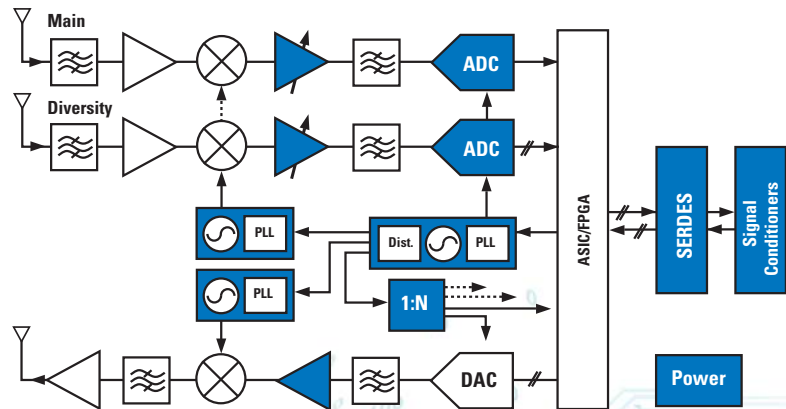 Main
ADC
Diversity
ADC
PLL
Dist.
PLL
PLL
1:N
DAC
ASIC/FPGA
SERDES
Signal
Conditioners
Power